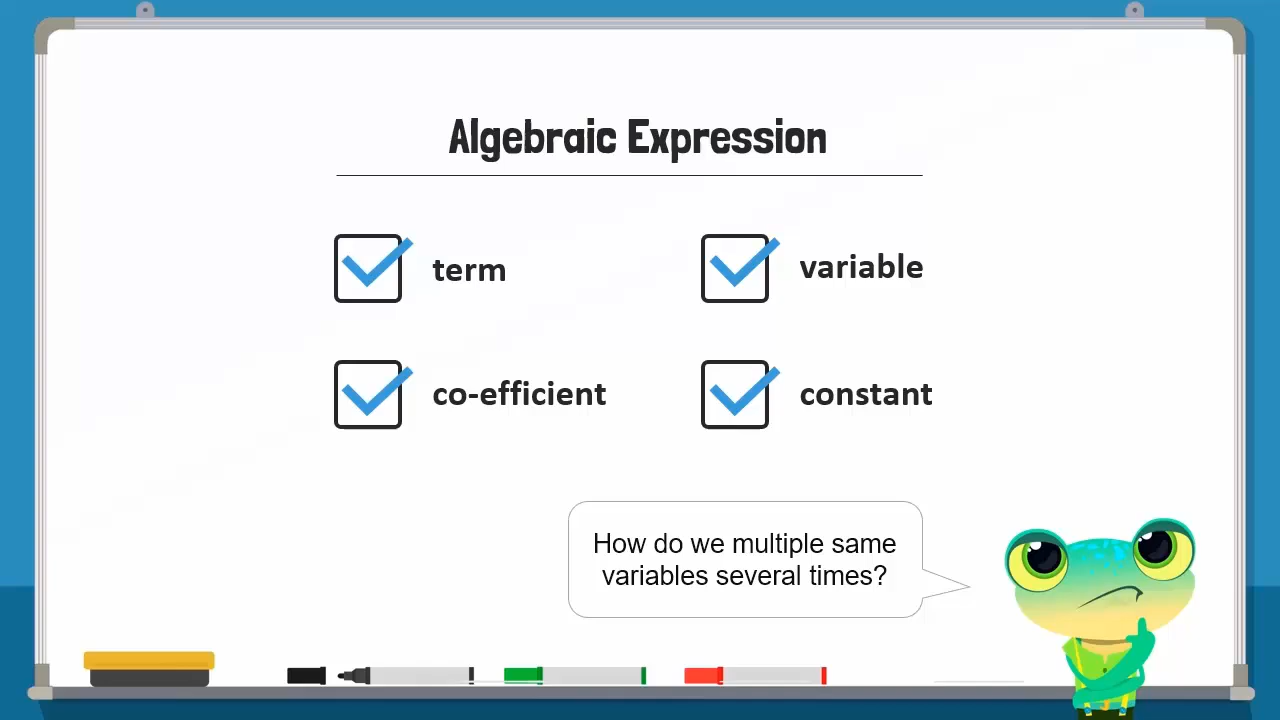 Algebraic Expression
term
variable
co-efficient
constant
How do we multiple same
variables several times?